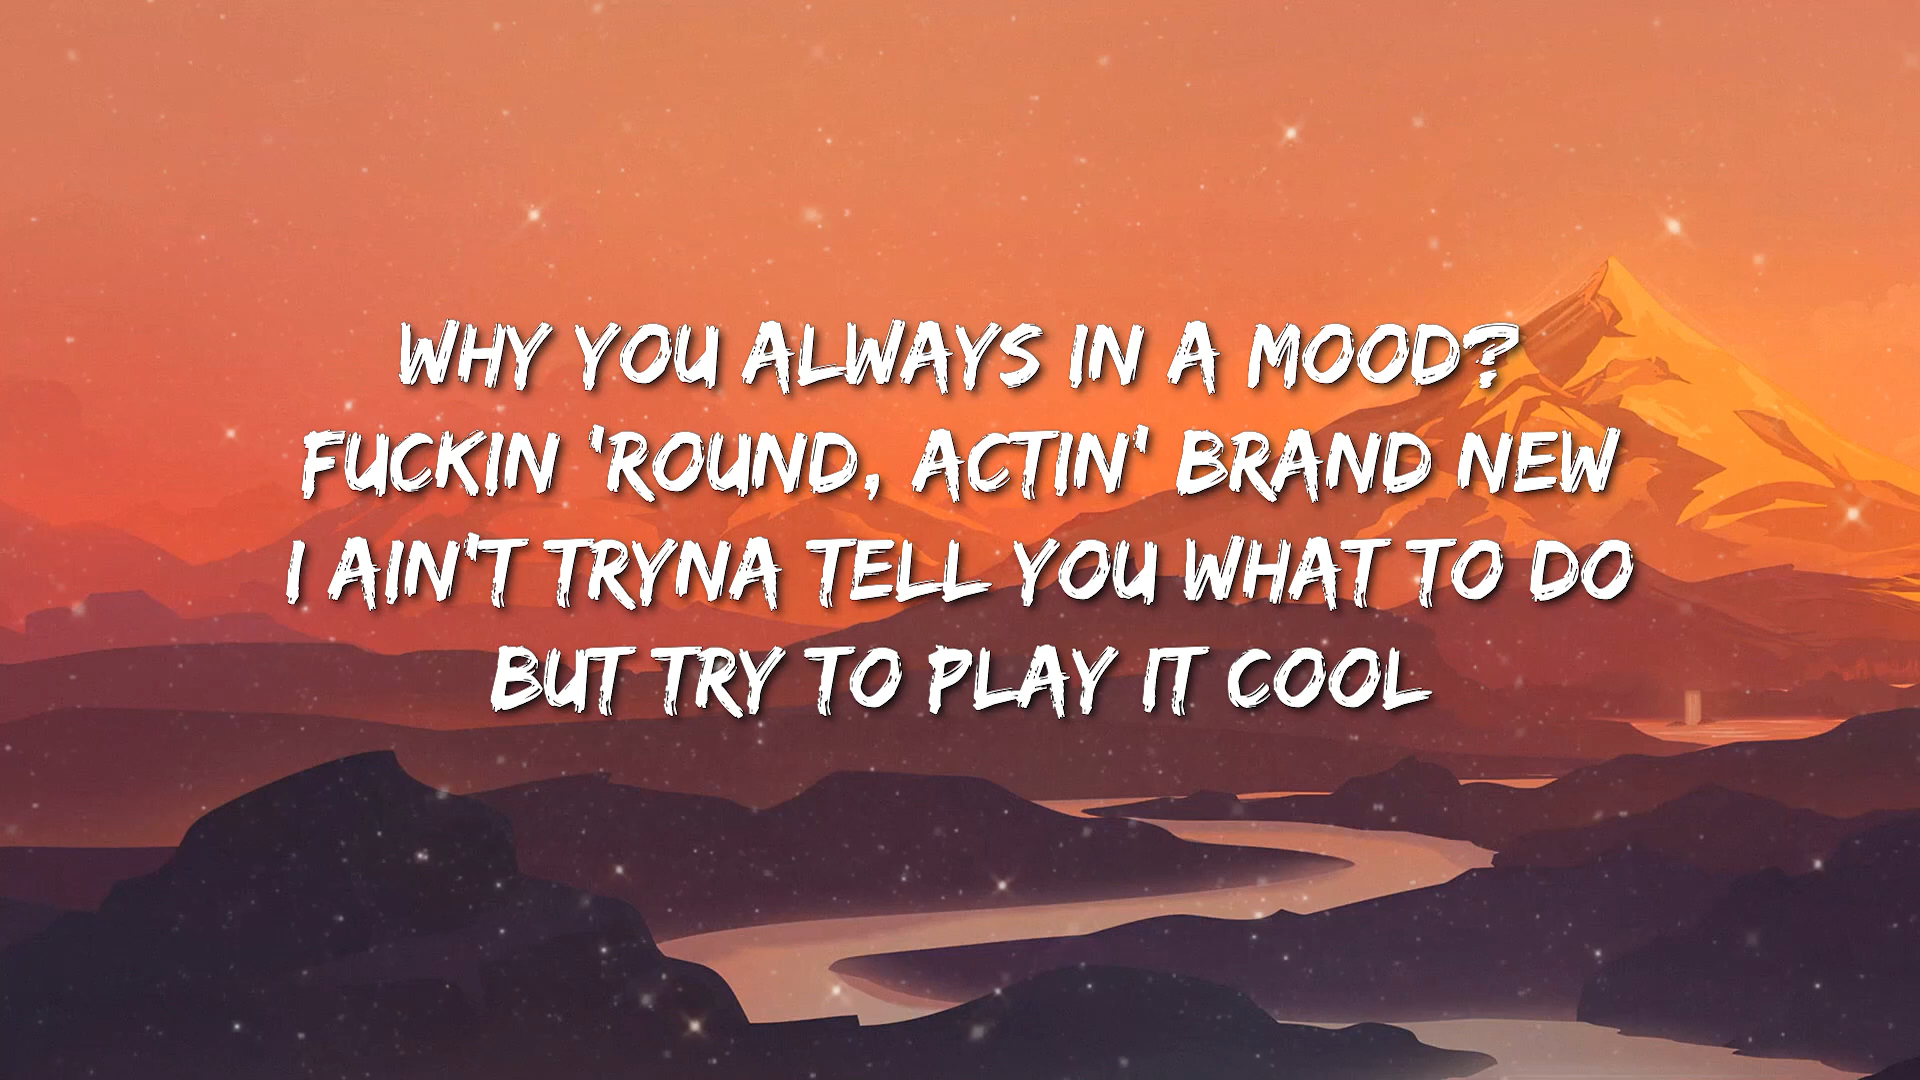 WHY YOU ALWAYS IN A MOOD?
FUCKIN 'ROUND, ACTIN' BRAND NEW
I AIN'T TRYNA TELL YOU WHAT TO DO
BUT TRY TO PLAY IT COOL